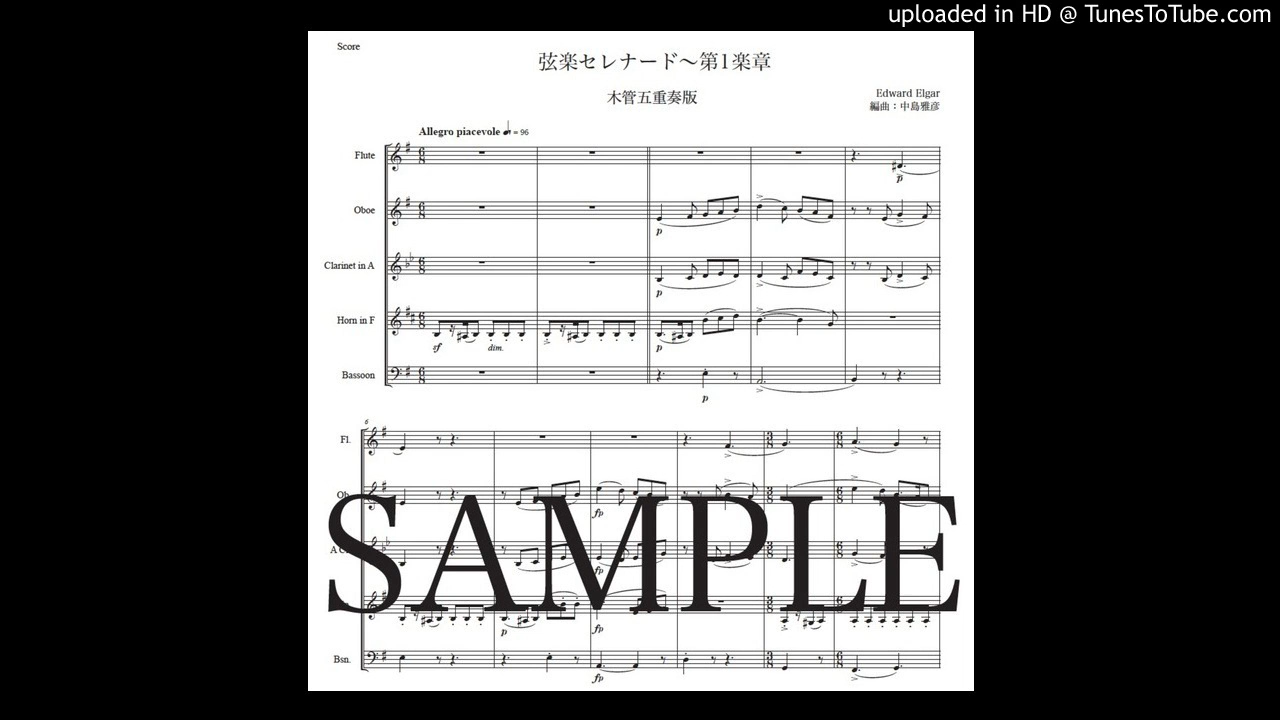 uploaded in HD @ TunesToTube.com
Score
弦楽セレナード～第1楽章
木管五重奏版
Edward Elgar
編曲：中島雅彦
Allegro piacevole ♩. = 96
Flute
p
Oboe
p
Clarinet in A
p
Horn in F
sf dim. p
Bassoon
p
6
Fl.
Ob.
fp
A Cl.
fp
p fp
Bsn.
fp
SAMPLE